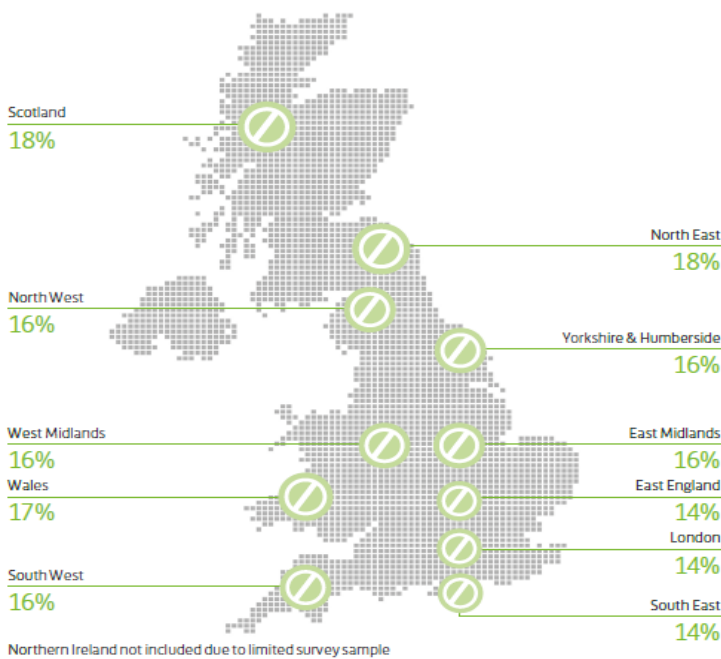 Scotland
18%
North East
18%
North West
16%
Yorkshire & Humberside
16%
West Midlands
16%
East Midlands
16%
Wales
17%
East England
14%
London
14%
South West
16%
South East
14%
Northern Ireland not included due to limited survey sample